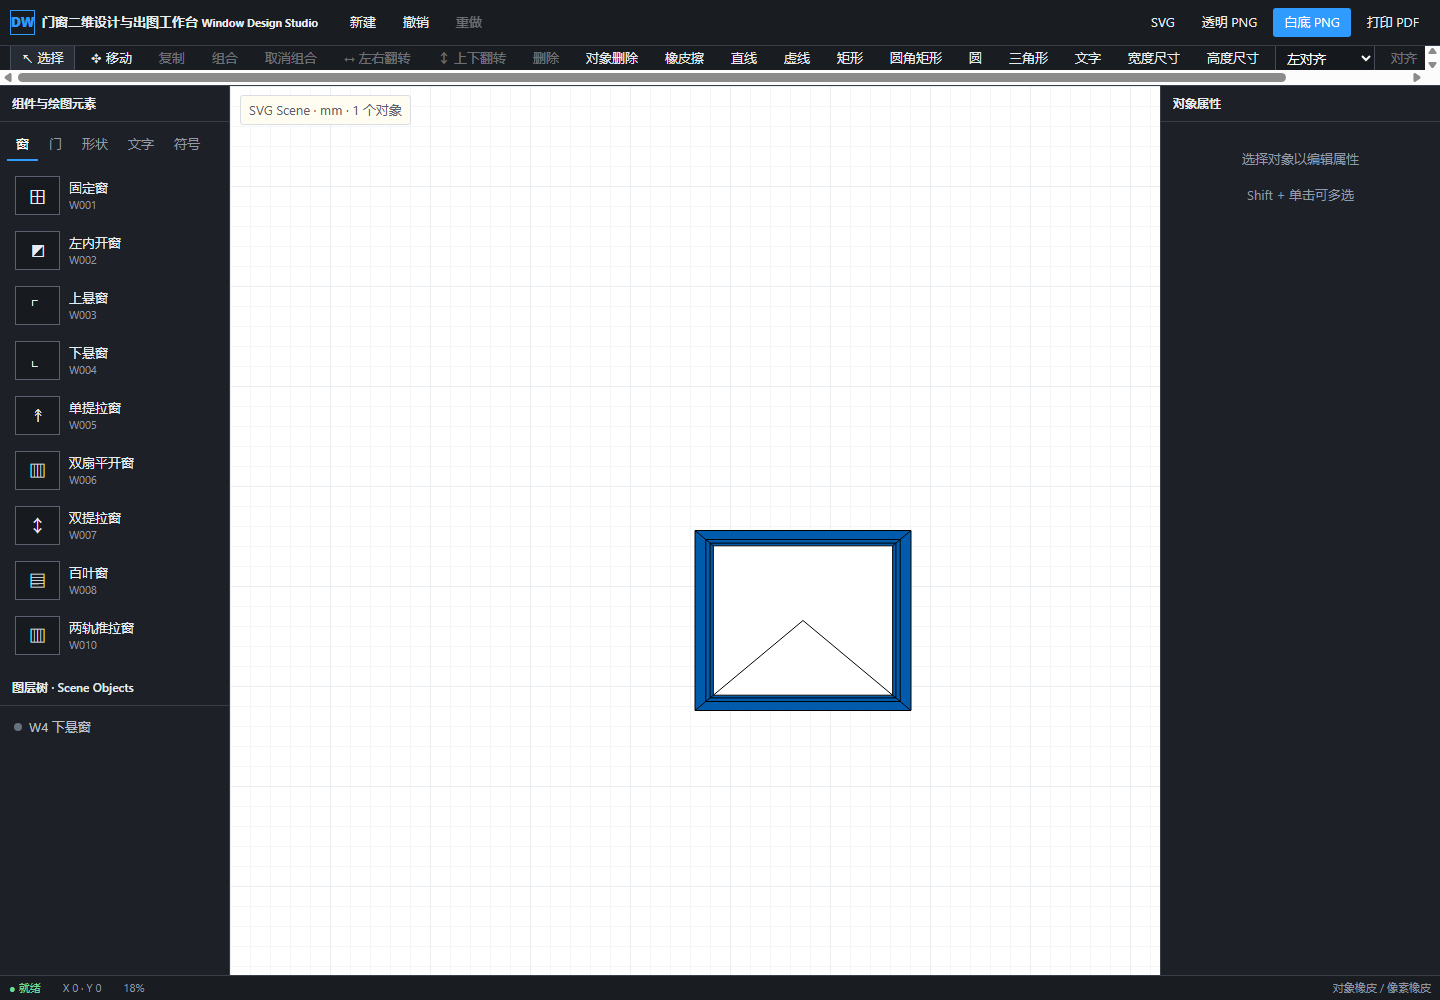 DW 门窗二维设计与出图工作台 Window Design Studio 新建 撤销 重做 SVG 透明 PNG 白底 PNG 打印 PDF
↖ 选择 ✥ 移动 复制 组合 取消组合 ↔ 左右翻转 ↕ 上下翻转 删除 对象删除 橡皮擦 直线 虚线 矩形 圆角矩形 圆 三角形 文字 宽度尺寸 高度尺寸 左对齐 对齐
组件与绘图元素
窗 门 形状 文字 符号
固定窗
W001
左内开窗
W002
上悬窗
W003
下悬窗
W004
单提拉窗
W005
双扇平开窗
W006
双提拉窗
W007
百叶窗
W008
两轨推拉窗
W010
图层树 · Scene Objects
W4 下悬窗
SVG Scene · mm · 1 个对象
对象属性
选择对象以编辑属性
Shift + 单击可多选
● 就绪 X 0 · Y 0 18% 对象橡皮 / 像素橡皮